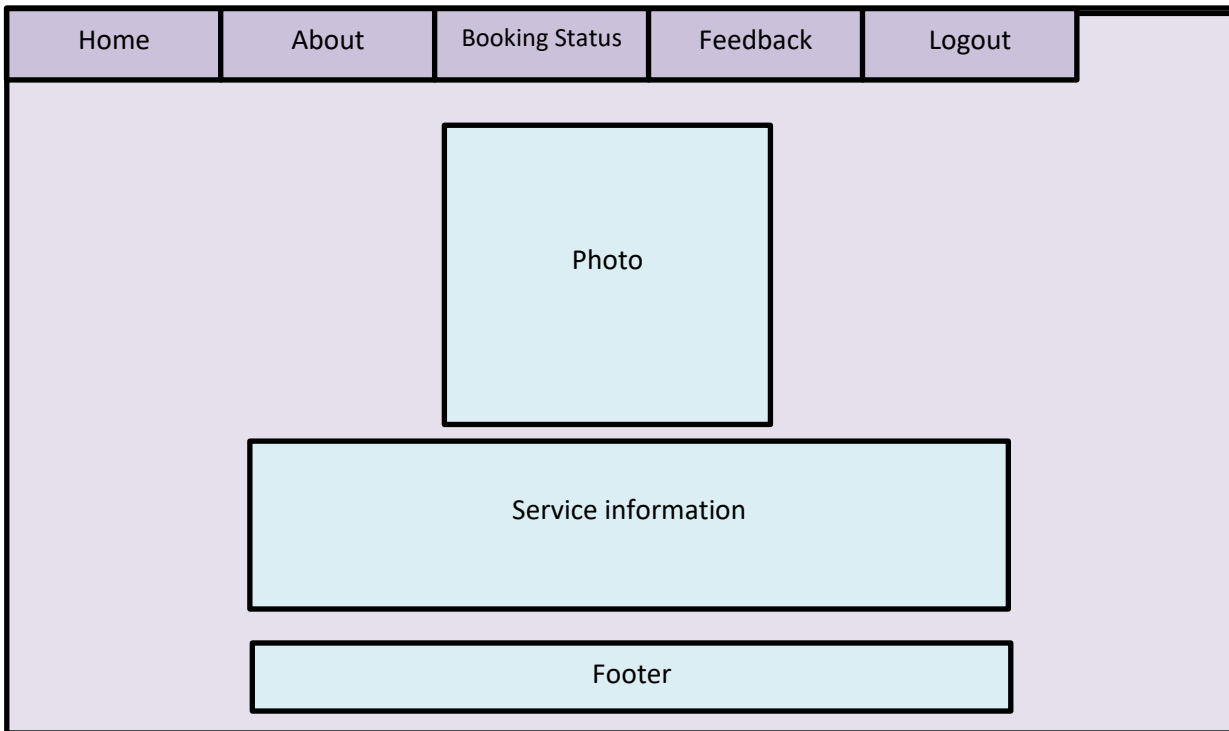 Home
About
Booking Status
Feedback
Logout
Photo
Service information
Footer